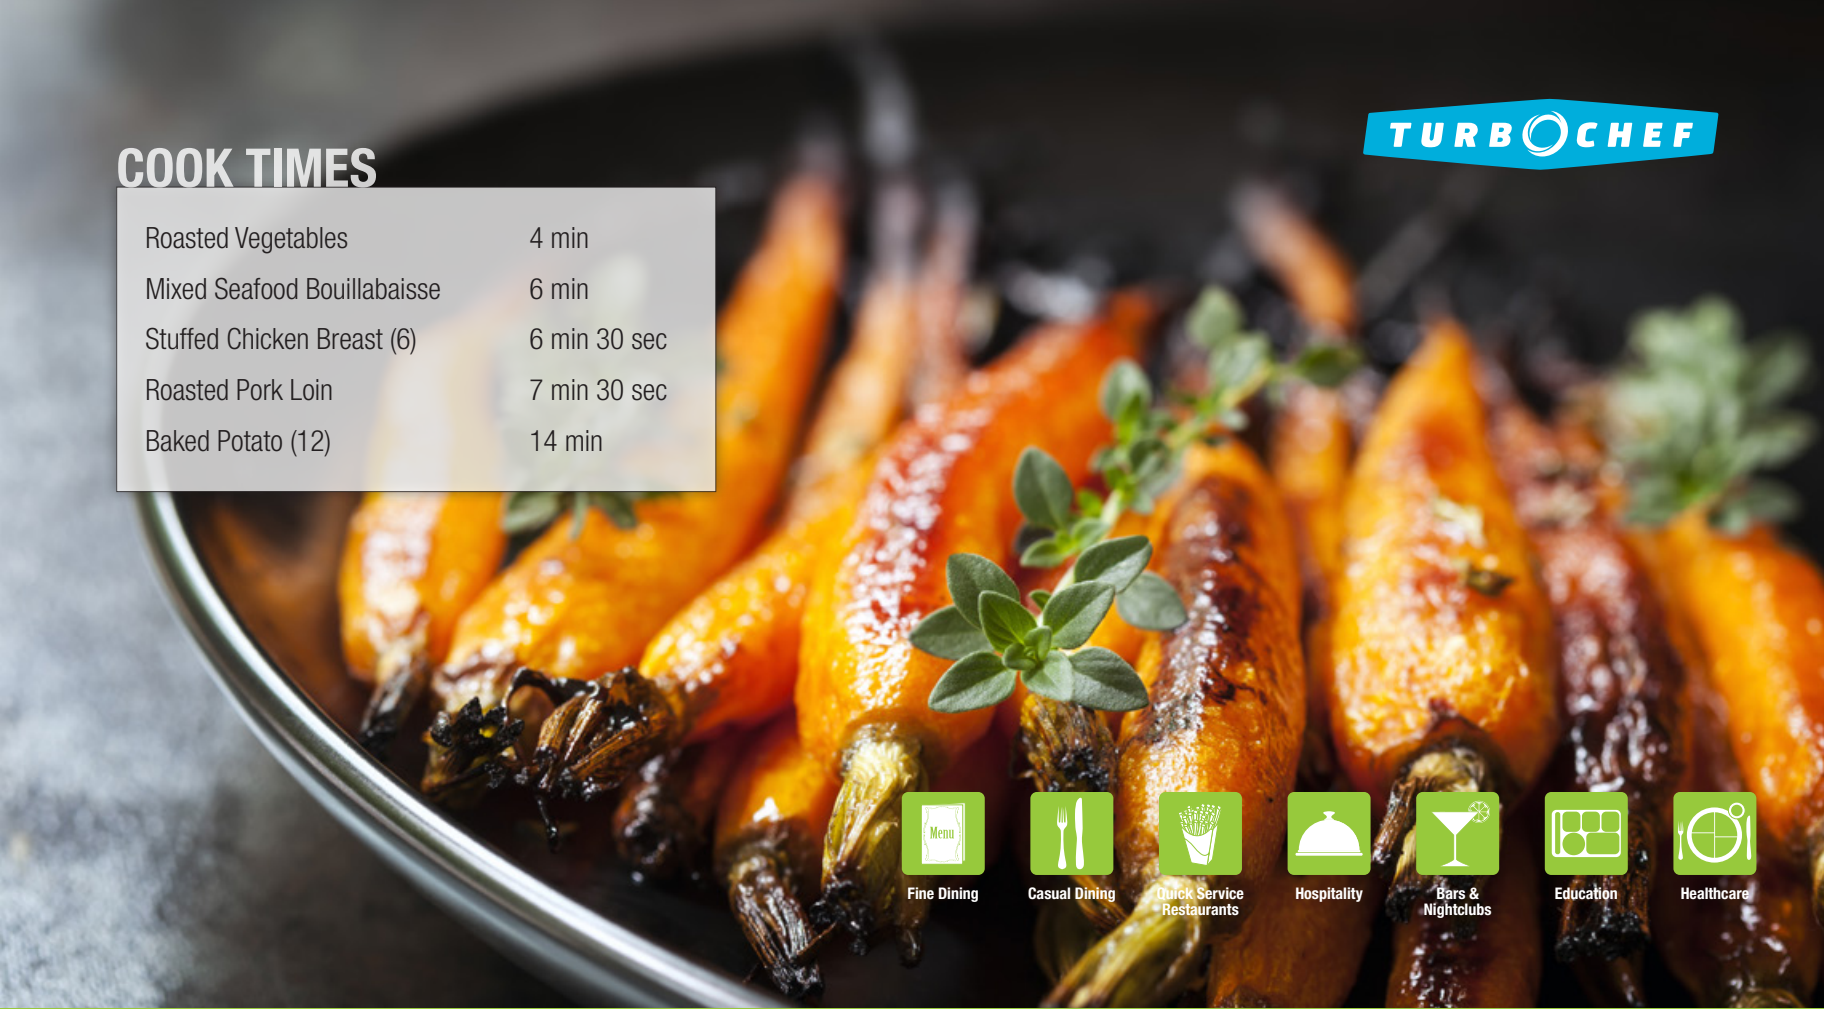 TURBOCHEF
COOK TIMES
Roasted Vegetables 4 min
Mixed Seafood Bouillabaisse 6 min
Stuffed Chicken Breast (6) 6 min 30 sec
Roasted Pork Loin 7 min 30 sec
Baked Potato (12) 14 min
Menu
Fine Dining
Casual Dining
Quick Service
Restaurants
Hospitality
Bars &
Nightclubs
Education
Healthcare